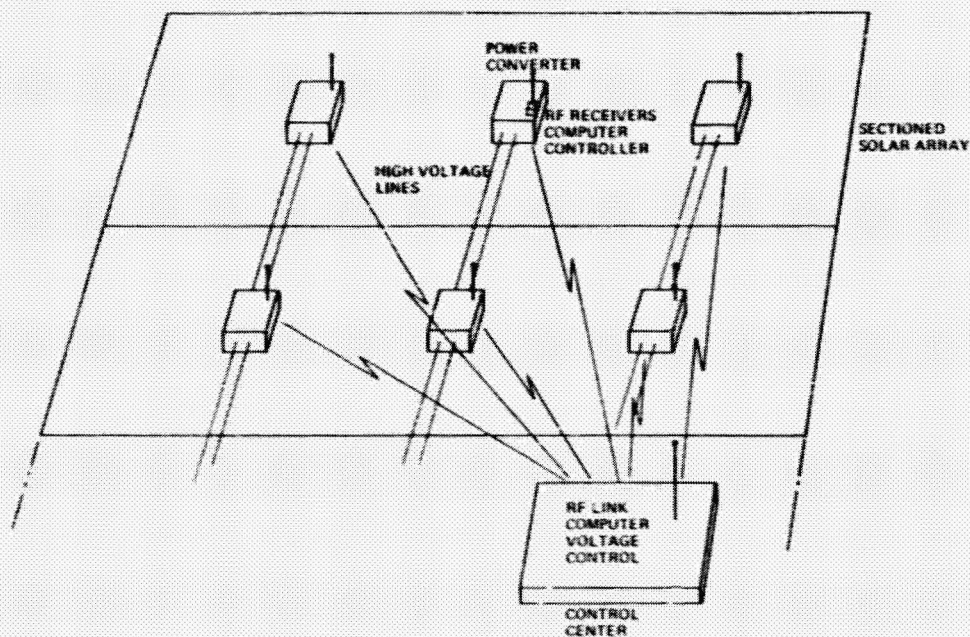 POWER
CONVERTER
RF RECEIVERS
COMPUTER
CONTROLLER
SECTIONED
SOLAR ARRAY
HIGH VOLTAGE
LINES
RF LINK
COMPUTER
VOLTAGE
CONTROL
CONTROL
CENTER